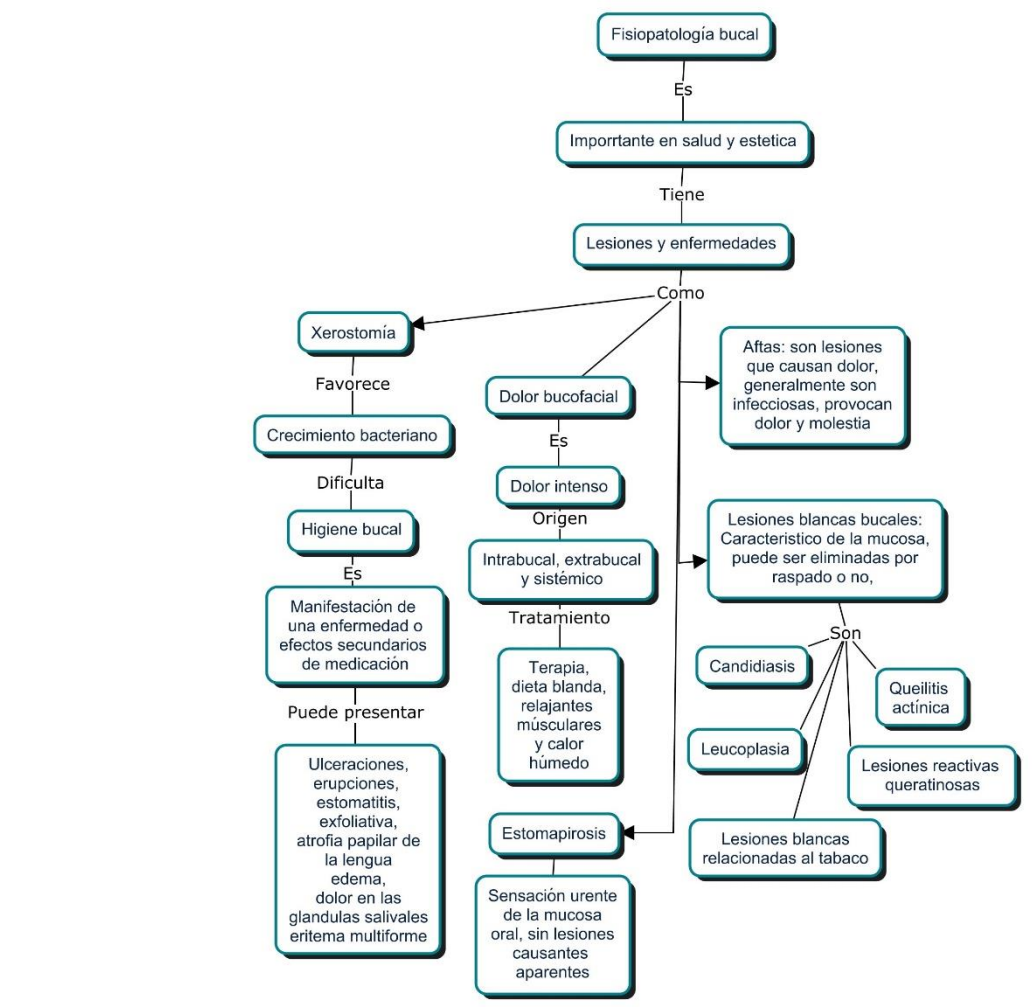 Fisiopatología bucal
Es
Imporrtante en salud y estetica
Tiene
Lesiones y enfermedades
Como
Xerostomía
Favorece
Crecimiento bacteriano
Dificulta
Higiene bucal
Es
Manifestación de
una enfermedad o
efectos secundarios
de medicación
Puede presentar
Ulceraciones,
erupciones,
estomatitis,
exfoliativa,
atrofia papilar de
la lengua
edema,
dolor en las
glandulas salivales
eritema multiforme
Dolor bucofacial
Es
Dolor intenso
Origen
Intrabucal, extrabucal
y sistémico
Tratamiento
Terapia,
dieta blanda,
relajantes
músculares
y calor
húmedo
Estomapirosis
Sensación urente
de la mucosa
oral, sin lesiones
causantes
aparentes
Aftas: son lesiones
que causan dolor,
generalmente son
infecciosas, provocan
dolor y molestia
Lesiones blancas bucales:
Caracteristico de la mucosa,
puede ser eliminadas por
raspado o no,
Son
Candidiasis
Queilitis
actínica
Leucoplasia
Lesiones reactivas
queratinosas
Lesiones blancas
relacionadas al tabaco